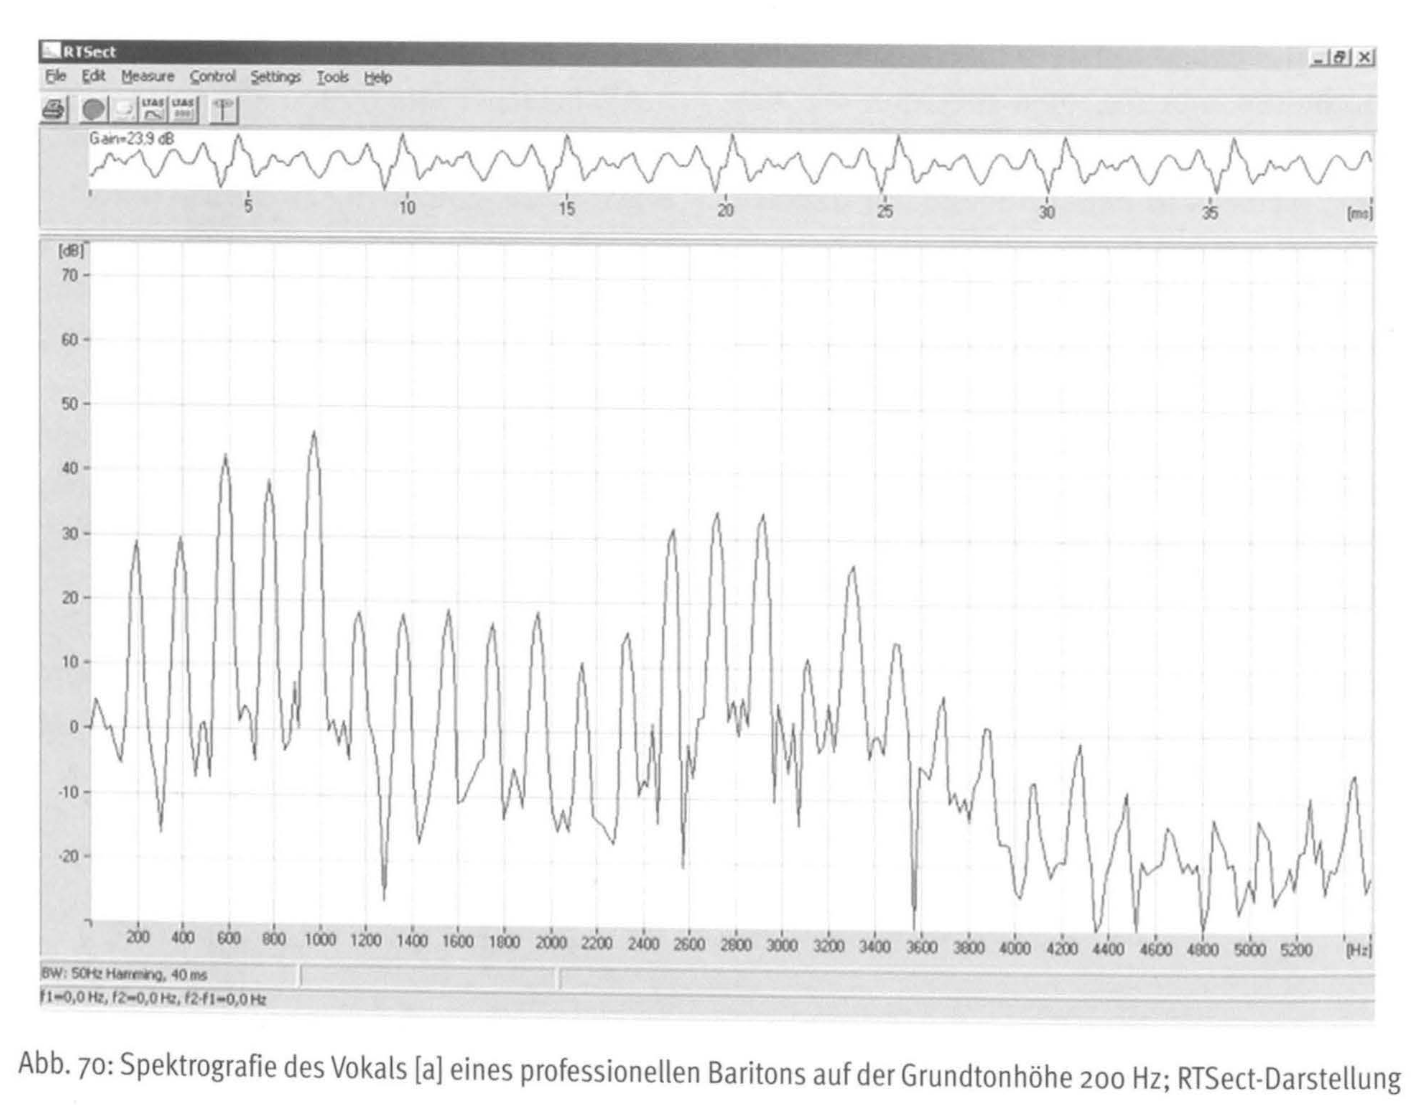 RTSect
File Edit Measure Control Settings Tools Help
LTAS LTAS
Gain=23,9 dB
5 10 15 20 25 30 35 [ms]
[dB]
70
60
50
40
30
20
10
0
-10
-20
200 400 600 800 1000 1200 1400 1600 1800 2000 2200 2400 2600 2800 3000 3200 3400 3600 3800 4000 4200 4400 4600 4800 5000 5200 [Hz]
BW: 50Hz Hamming, 40 ms
f1=0,0 Hz, f2=0,0 Hz, f2-f1=0,0 Hz
Abb. 70: Spektrografie des Vokals [a] eines professionellen Baritons auf der Grundtonhöhe 200 Hz; RTSect-Darstellung